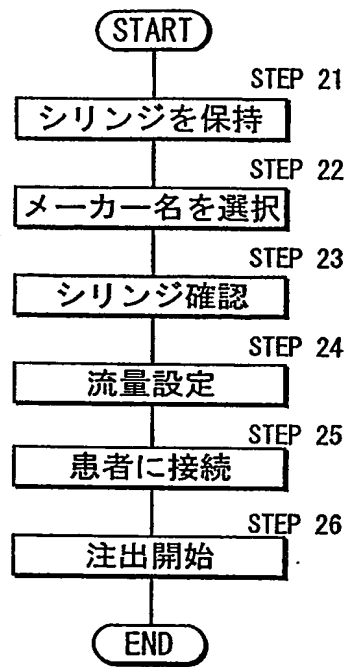 START
STEP 21
シリンジを保持
STEP 22
メーカー名を選択
STEP 23
シリンジ確認
STEP 24
流量設定
STEP 25
患者に接続
STEP 26
注出開始
END